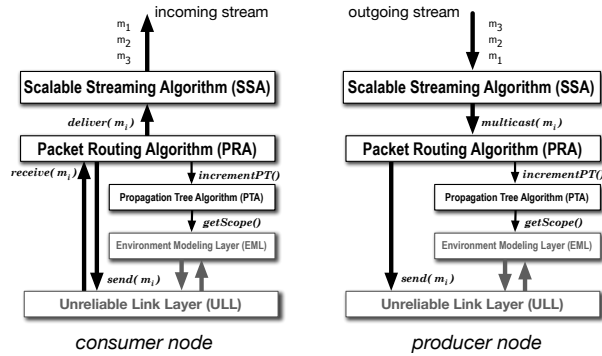 incoming stream
m1
m2
m3
Scalable Streaming Algorithm (SSA)
deliver( mi )
Packet Routing Algorithm (PRA)
receive( mi )
incrementPT()
Propagation Tree Algorithm (PTA)
getScope()
Environment Modeling Layer (EML)
send( mi )
Unreliable Link Layer (ULL)
consumer node
outgoing stream
m3
m2
m1
Scalable Streaming Algorithm (SSA)
multicast( mi )
Packet Routing Algorithm (PRA)
incrementPT()
Propagation Tree Algorithm (PTA)
getScope()
Environment Modeling Layer (EML)
send( mi )
Unreliable Link Layer (ULL)
producer node